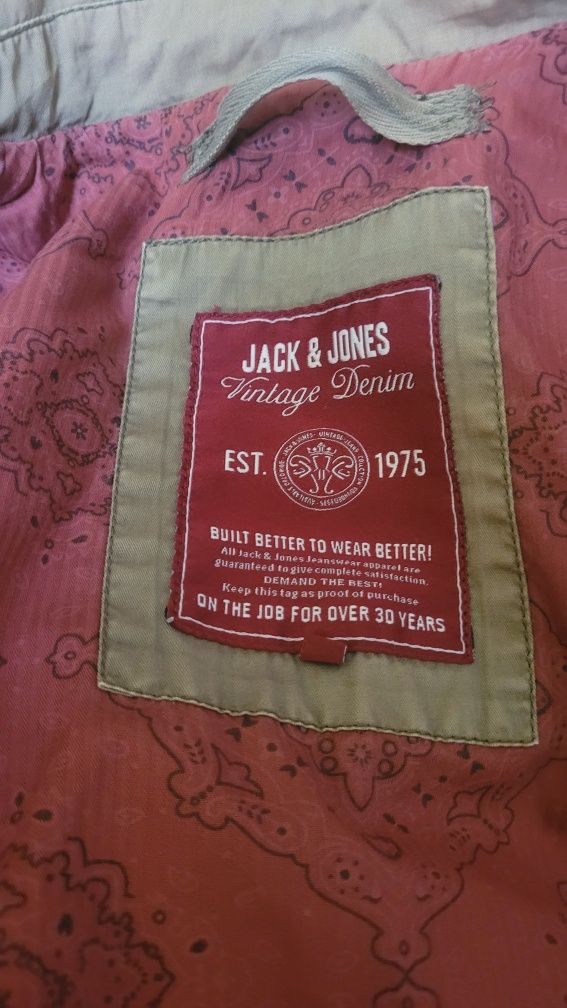 JACK & JONES
Vintage Denim
EST. 1975
BUILT BETTER TO WEAR BETTER!
All Jack & Jones Jeanswear apparel are
guaranteed to give complete satisfaction.
DEMAND THE BEST!
Keep this tag as proof of purchase
ON THE JOB FOR OVER 30 YEARS